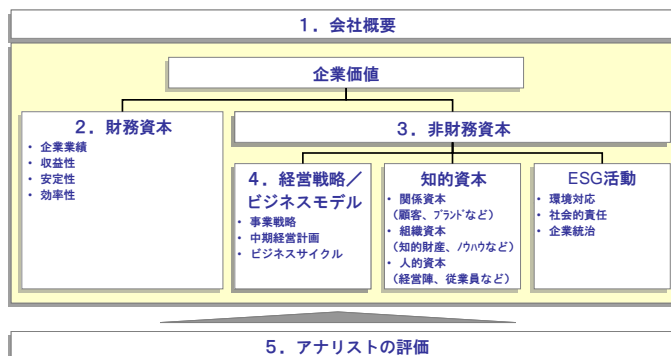 １．会社概要
企業価値
２．財務資本
・ 企業業績
・ 収益性
・ 安定性
・ 効率性
３．非財務資本
４．経営戦略／
ビジネスモデル
・ 事業戦略
・ 中期経営計画
・ ビジネスサイクル
知的資本
・ 関係資本
（顧客、ﾌﾞﾗﾝﾄﾞなど）
・ 組織資本
（知的財産、ﾉｳﾊｳなど）
・ 人的資本
（経営陣、従業員など）
ESG活動
・ 環境対応
・ 社会的責任
・ 企業統治
５．アナリストの評価